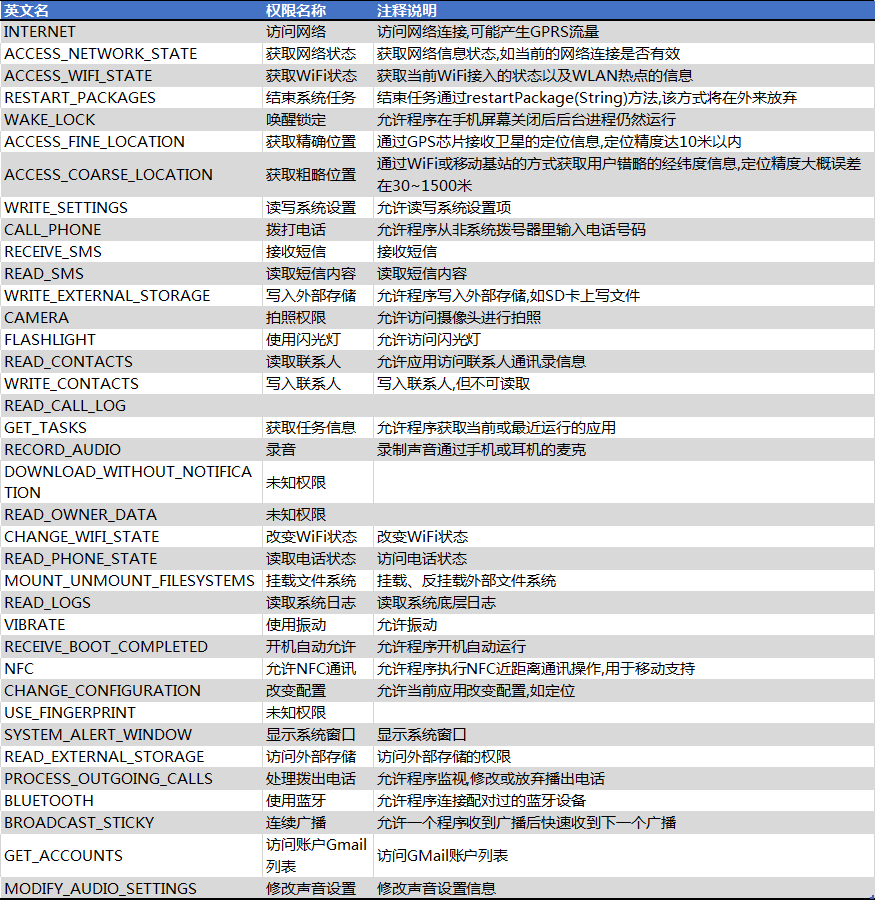 英文名 权限名称 注释说明
INTERNET 访问网络 访问网络连接,可能产生GPRS流量
ACCESS_NETWORK_STATE 获取网络状态 获取网络信息状态,如当前的网络连接是否有效
ACCESS_WIFI_STATE 获取WiFi状态 获取当前WiFi接入的状态以及WLAN热点的信息
RESTART_PACKAGES 结束系统任务 结束任务通过restartPackage(String)方法,该方式将在外来放弃
WAKE_LOCK 唤醒锁定 允许程序在手机屏幕关闭后后台进程仍然运行
ACCESS_FINE_LOCATION 获取精确位置 通过GPS芯片接收卫星的定位信息,定位精度达10米以内
ACCESS_COARSE_LOCATION 获取粗略位置 通过WiFi或移动基站的方式获取用户错略的经纬度信息,定位精度大概误差
在30~1500米
WRITE_SETTINGS 读写系统设置 允许读写系统设置项
CALL_PHONE 拨打电话 允许程序从非系统拨号器里输入电话号码
RECEIVE_SMS 接收短信 接收短信
READ_SMS 读取短信内容 读取短信内容
WRITE_EXTERNAL_STORAGE 写入外部存储 允许程序写入外部存储,如SD卡上写文件
CAMERA 拍照权限 允许访问摄像头进行拍照
FLASHLIGHT 使用闪光灯 允许访问闪光灯
READ_CONTACTS 读取联系人 允许应用访问联系人通讯录信息
WRITE_CONTACTS 写入联系人 写入联系人,但不可读取
READ_CALL_LOG
GET_TASKS 获取任务信息 允许程序获取当前或最近运行的应用
RECORD_AUDIO 录音 录制声音通过手机或耳机的麦克
DOWNLOAD_WITHOUT_NOTIFICA
TION 未知权限
READ_OWNER_DATA 未知权限
CHANGE_WIFI_STATE 改变WiFi状态 改变WiFi状态
READ_PHONE_STATE 读取电话状态 访问电话状态
MOUNT_UNMOUNT_FILESYSTEMS 挂载文件系统 挂载、反挂载外部文件系统
READ_LOGS 读取系统日志 读取系统底层日志
VIBRATE 使用振动 允许振动
RECEIVE_BOOT_COMPLETED 开机自动允许 允许程序开机自动运行
NFC 允许NFC通讯 允许程序执行NFC近距离通讯操作,用于移动支持
CHANGE_CONFIGURATION 改变配置 允许当前应用改变配置,如定位
USE_FINGERPRINT 未知权限
SYSTEM_ALERT_WINDOW 显示系统窗口 显示系统窗口
READ_EXTERNAL_STORAGE 访问外部存储 访问外部存储的权限
PROCESS_OUTGOING_CALLS 处理拨出电话 允许程序监视,修改或放弃播出电话
BLUETOOTH 使用蓝牙 允许程序连接配对过的蓝牙设备
BROADCAST_STICKY 连续广播 允许一个程序收到广播后快速收到下一个广播
GET_ACCOUNTS 访问账户Gmail
列表 访问GMail账户列表
MODIFY_AUDIO_SETTINGS 修改声音设置 修改声音设置信息